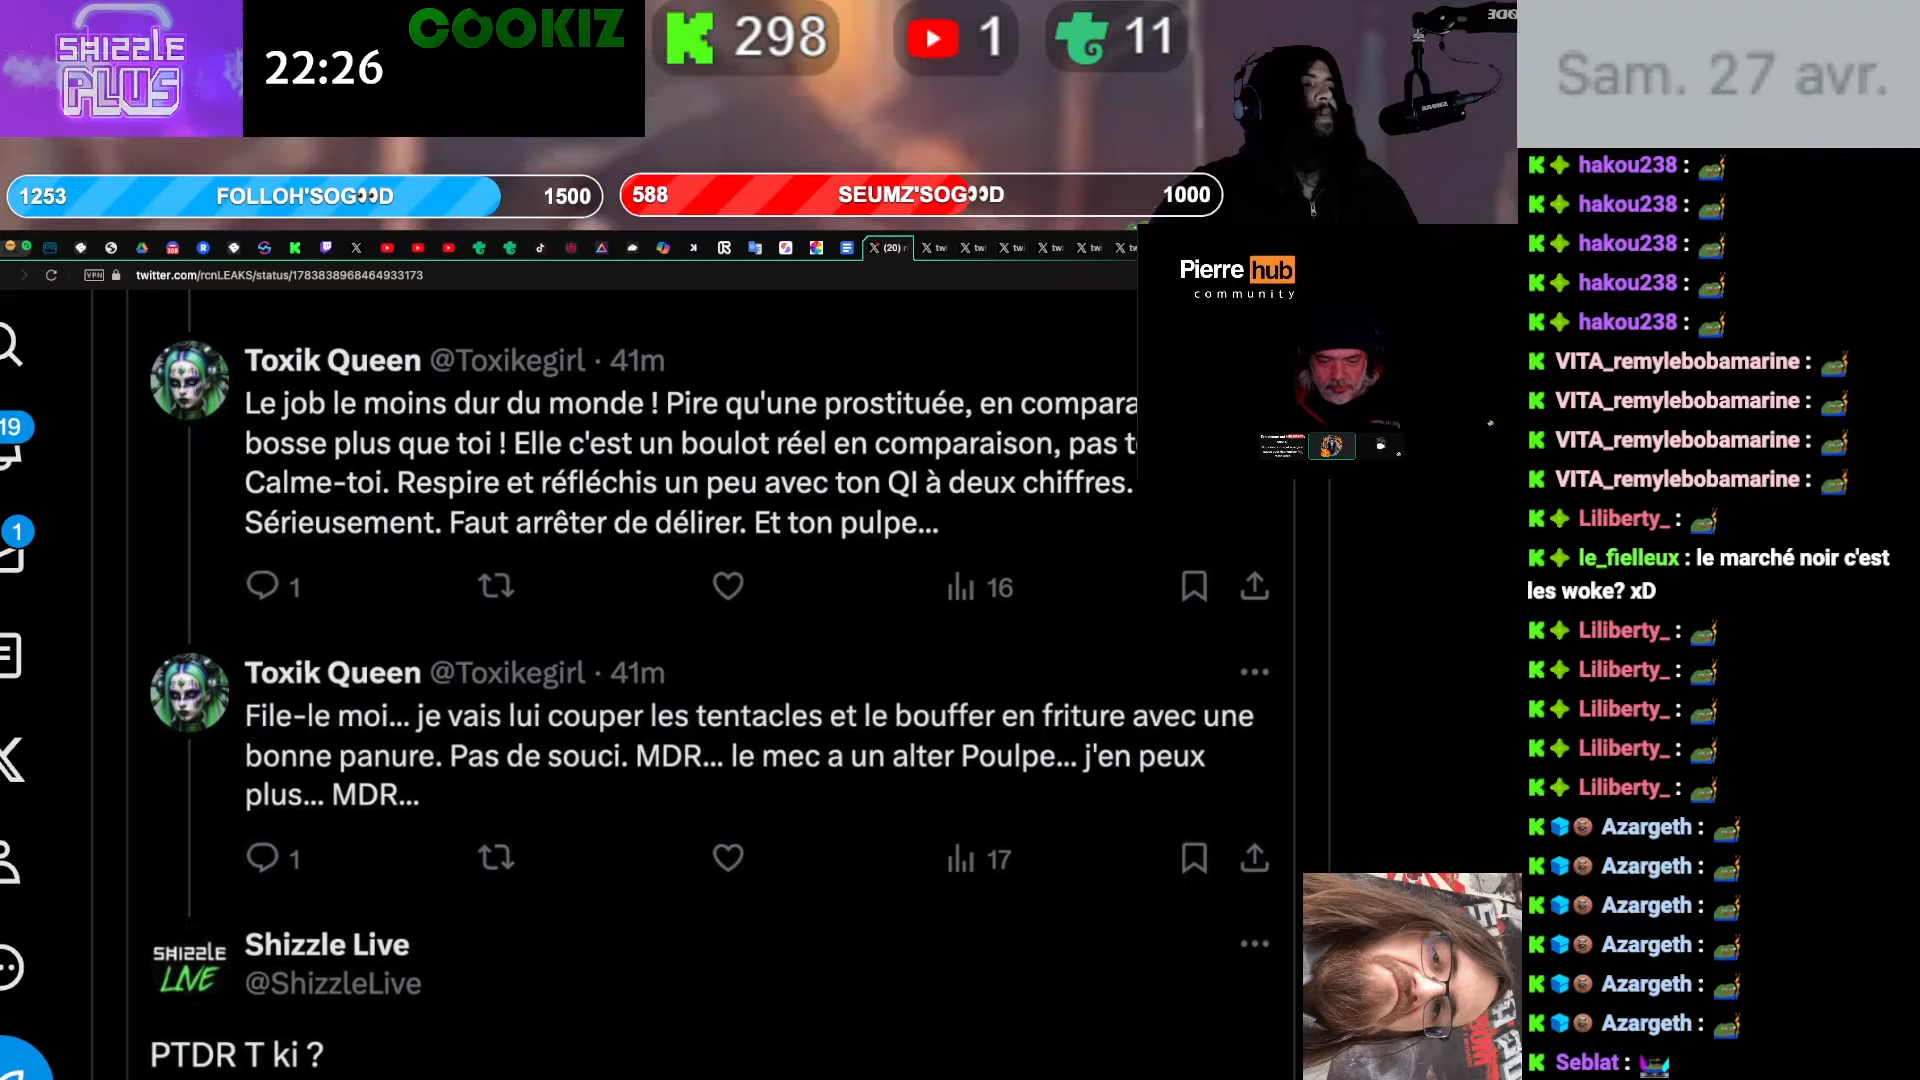 SHIZZLE
PLUS
22:26
COOKIZ
298
1
11
Sam. 27 avr.
1253 FOLLOH'SOG👀D 1500
588 SEUMZ'SOG👀D 1000
(20)
twitter.com/rcnLEAKS/status/1783838968464933173
VPN
Pierre hub
community
19
1
Toxik Queen @Toxikegirl · 41m
Le job le moins dur du monde ! Pire qu'une prostituée, en compara
bosse plus que toi ! Elle c'est un boulot réel en comparaison, pas t
Calme-toi. Respire et réfléchis un peu avec ton QI à deux chiffres.
Sérieusement. Faut arrêter de délirer. Et ton pulpe...
1
16
Toxik Queen @Toxikegirl · 41m
File-le moi... je vais lui couper les tentacles et le bouffer en friture avec une
bonne panure. Pas de souci. MDR... le mec a un alter Poulpe... j'en peux
plus... MDR...
1
17
SHIZZLE
LIVE
Shizzle Live
@ShizzleLive
PTDR T ki ?
hakou238 :
hakou238 :
hakou238 :
hakou238 :
hakou238 :
VITA_remylebobamarine :
VITA_remylebobamarine :
VITA_remylebobamarine :
VITA_remylebobamarine :
Liliberty_ :
le_fielleux : le marché noir c'est
les woke? xD
Liliberty_ :
Liliberty_ :
Liliberty_ :
Liliberty_ :
Liliberty_ :
Azargeth :
Azargeth :
Azargeth :
Azargeth :
Azargeth :
Azargeth :
Seblat :